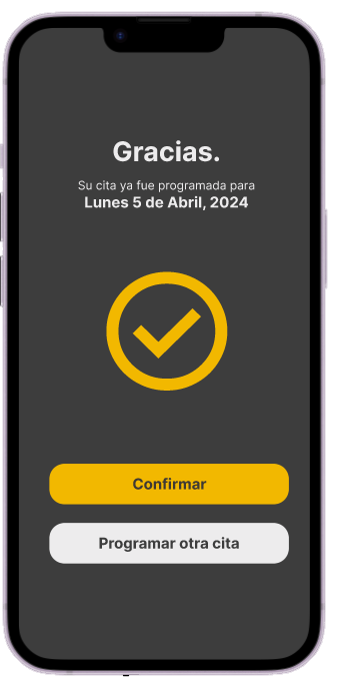 Gracias.
Su cita ya fue programada para
Lunes 5 de Abril, 2024
Confirmar
Programar otra cita